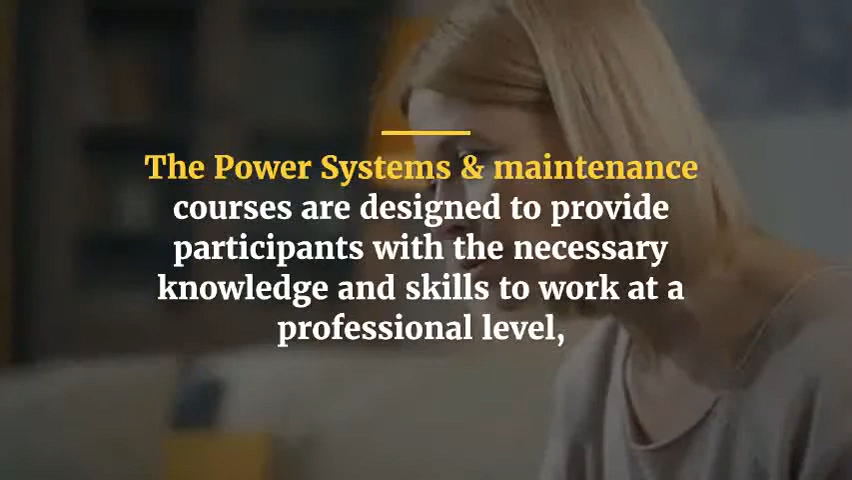 The Power Systems & maintenance
courses are designed to provide
participants with the necessary
knowledge and skills to work at a
professional level,